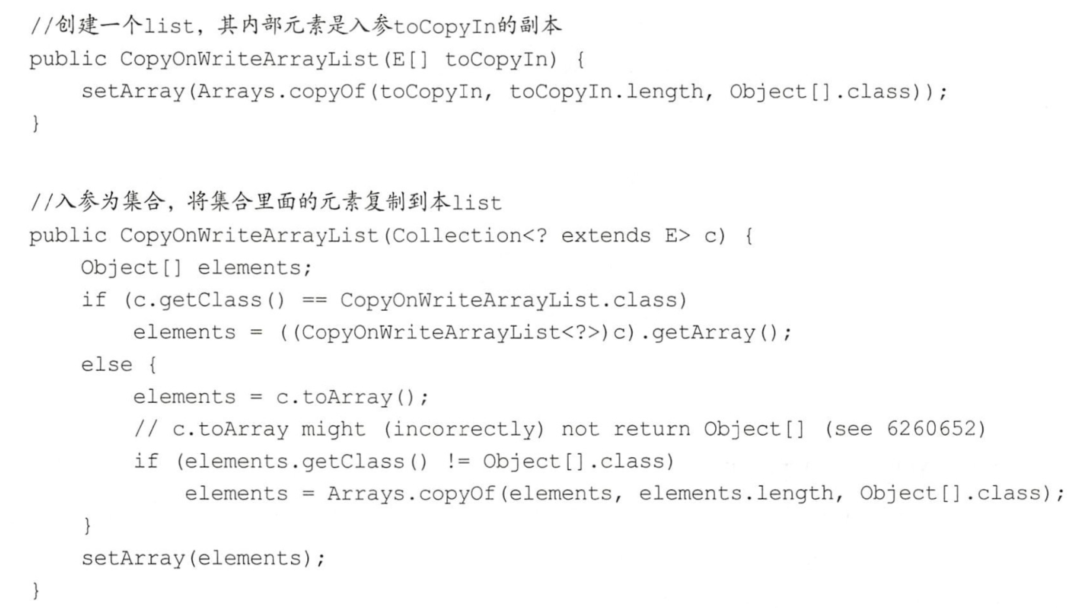 //创建一个list，其内部元素是入参toCopyIn的副本
public CopyOnWriteArrayList(E[] toCopyIn) {
    setArray(Arrays.copyOf(toCopyIn, toCopyIn.length, Object[].class));
}
//入参为集合，将集合里面的元素复制到本list
public CopyOnWriteArrayList(Collection<? extends E> c) {
    Object[] elements;
    if (c.getClass() == CopyOnWriteArrayList.class)
        elements = ((CopyOnWriteArrayList<?>)c).getArray();
    else {
        elements = c.toArray();
        // c.toArray might (incorrectly) not return Object[] (see 6260652)
        if (elements.getClass() != Object[].class)
            elements = Arrays.copyOf(elements, elements.length, Object[].class);
    }
    setArray(elements);
}